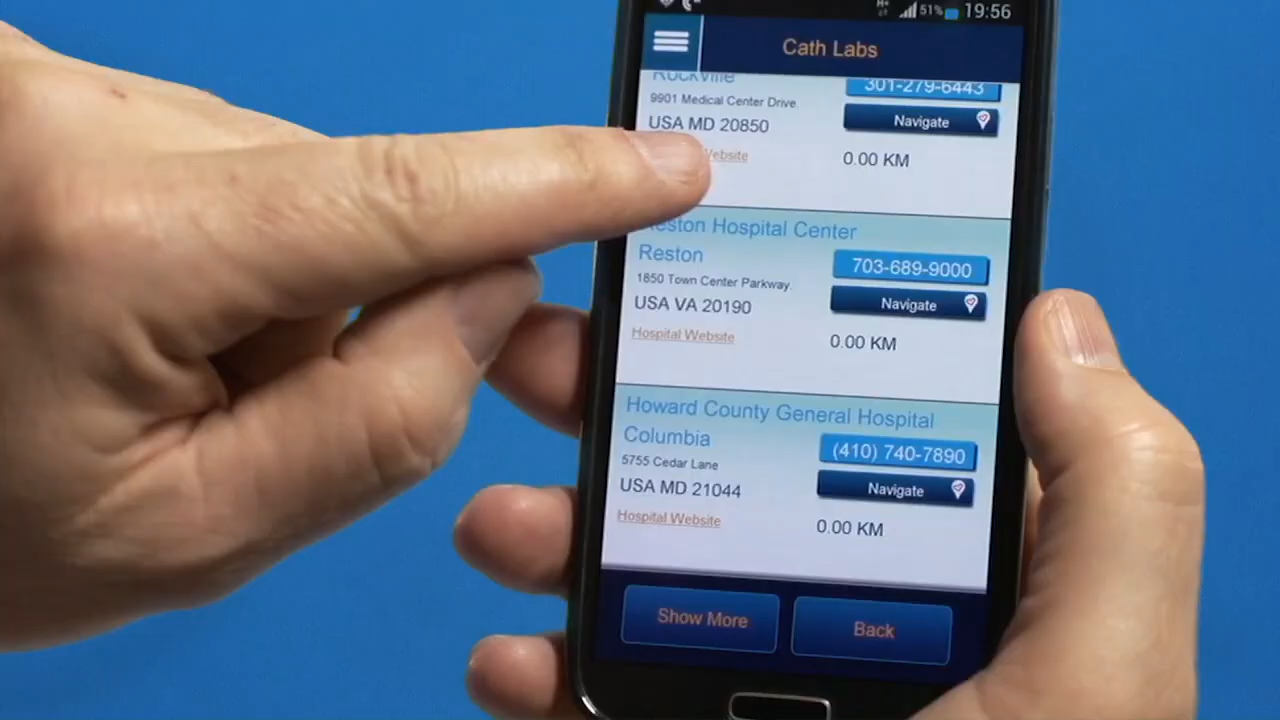 H+ 51% 19:56
Cath Labs
Rockville
301-279-6443
9901 Medical Center Drive
USA MD 20850
Navigate
Website
0.00 KM
Reston Hospital Center
Reston
703-689-9000
1850 Town Center Parkway.
USA VA 20190
Navigate
Hospital Website
0.00 KM
Howard County General Hospital
Columbia
(410) 740-7890
5755 Cedar Lane
USA MD 21044
Navigate
Hospital Website
0.00 KM
Show More
Back